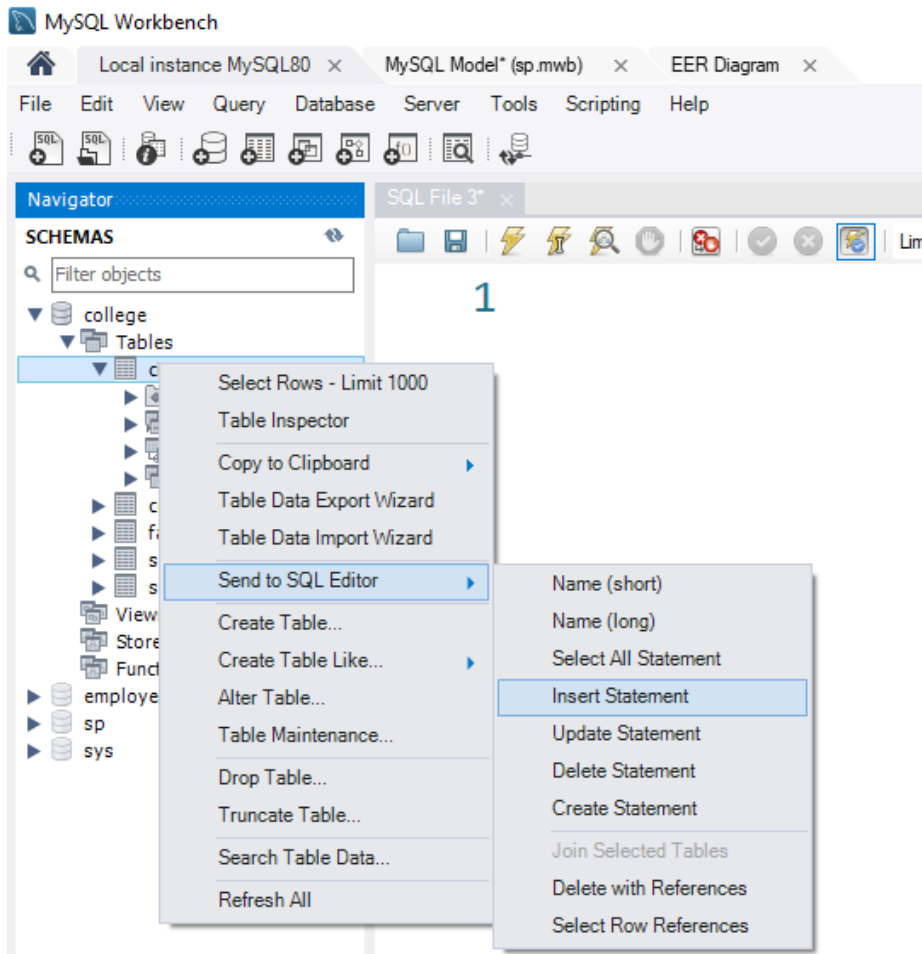 MySQL Workbench
Local instance MySQL80 × MySQL Model* (sp.mwb) × EER Diagram ×
File Edit View Query Database Server Tools Scripting Help
SQL SQL
Navigator SQL File 3* ×
SCHEMAS
Filter objects
1
college
Tables
employe
sp
sys
Select Rows - Limit 1000
Table Inspector
Copy to Clipboard
Table Data Export Wizard
Table Data Import Wizard
Send to SQL Editor
Create Table...
Create Table Like...
Alter Table...
Table Maintenance...
Drop Table...
Truncate Table...
Search Table Data...
Refresh All
Name (short)
Name (long)
Select All Statement
Insert Statement
Update Statement
Delete Statement
Create Statement
Join Selected Tables
Delete with References
Select Row References